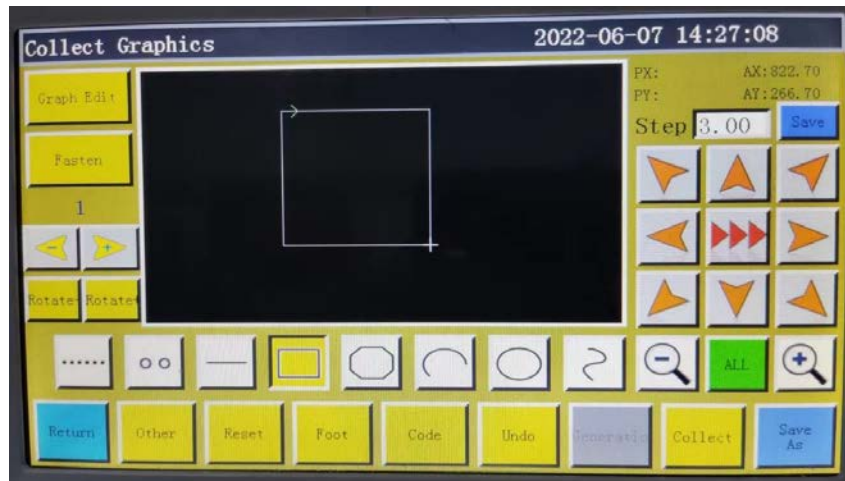 Collect Graphics 2022-06-07 14:27:08
Graph Edit
PX: AX:822.70
PY: AY:266.70
Step 3.00 Save
Fasten
1
- +
Rotate- Rotate+
ALL
Return Other Reset Foot Code Undo Generatio Collect Save As